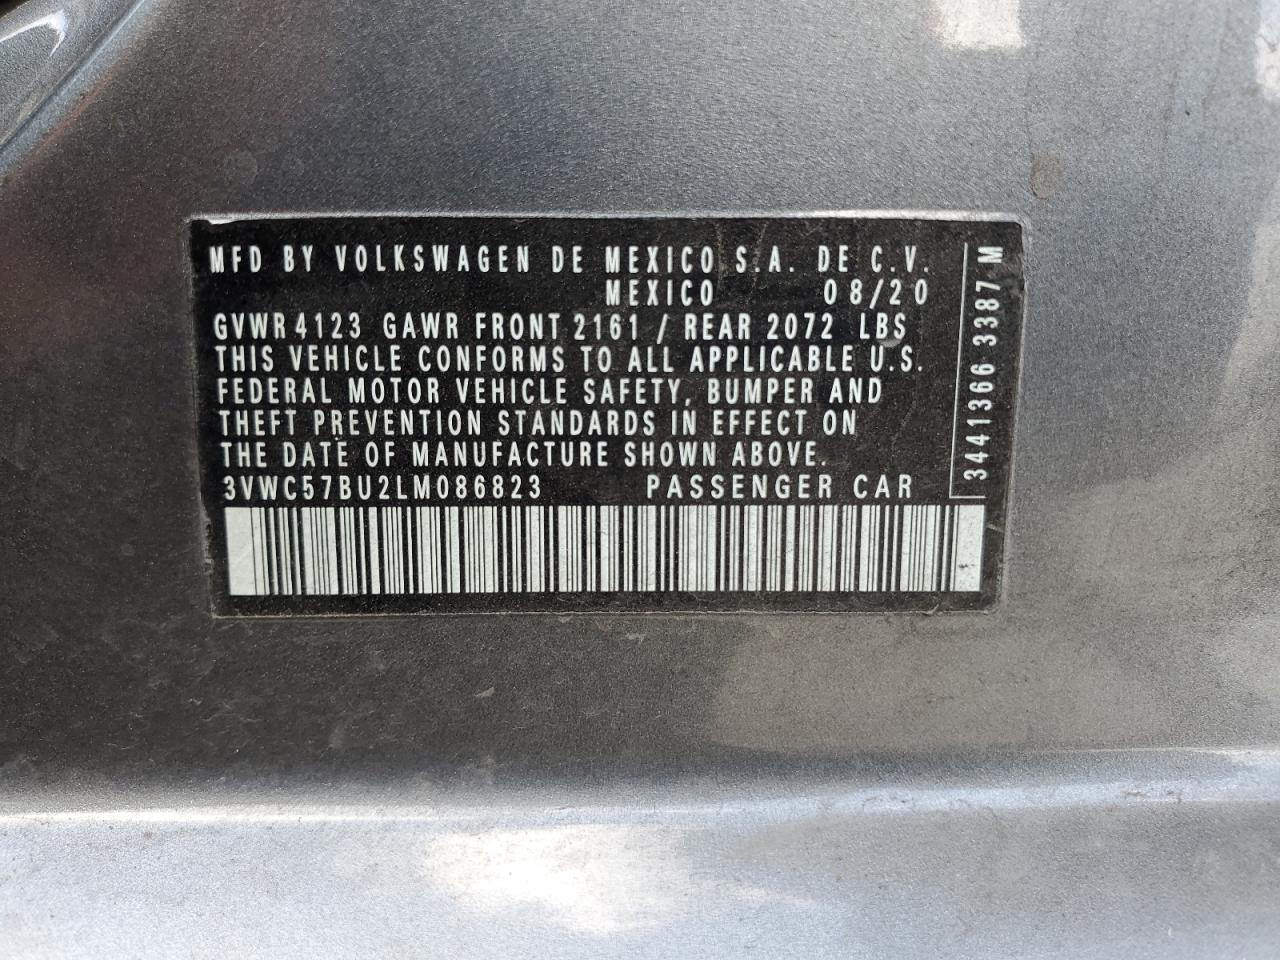 MFD BY VOLKSWAGEN DE MEXICO S.A. DE C.V.
MEXICO 08/20
GVWR 4123 GAWR FRONT 2161 / REAR 2072 LBS
THIS VEHICLE CONFORMS TO ALL APPLICABLE U.S.
FEDERAL MOTOR VEHICLE SAFETY, BUMPER AND
THEFT PREVENTION STANDARDS IN EFFECT ON
THE DATE OF MANUFACTURE SHOWN ABOVE.
3VWC57BU2LM086823 PASSENGER CAR
3441366 3387 M